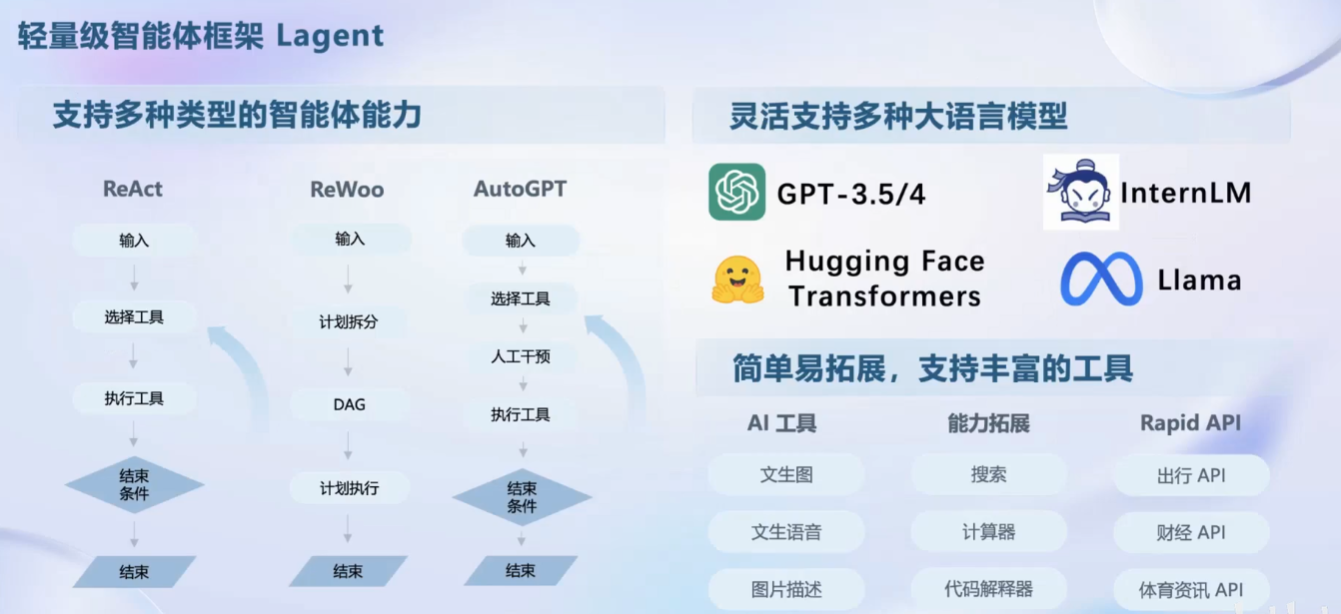 轻量级智能体框架 Lagent
支持多种类型的智能体能力
ReAct
输入
选择工具
执行工具
结束
条件
结束
ReWoo
输入
计划拆分
DAG
计划执行
结束
AutoGPT
输入
选择工具
人工干预
执行工具
结束
条件
结束
灵活支持多种大语言模型
GPT-3.5/4
InternLM
Hugging Face
Transformers
Llama
简单易拓展，支持丰富的工具
AI 工具
文生图
文生语音
图片描述
能力拓展
搜索
计算器
代码解释器
Rapid API
出行 API
财经 API
体育资讯 API